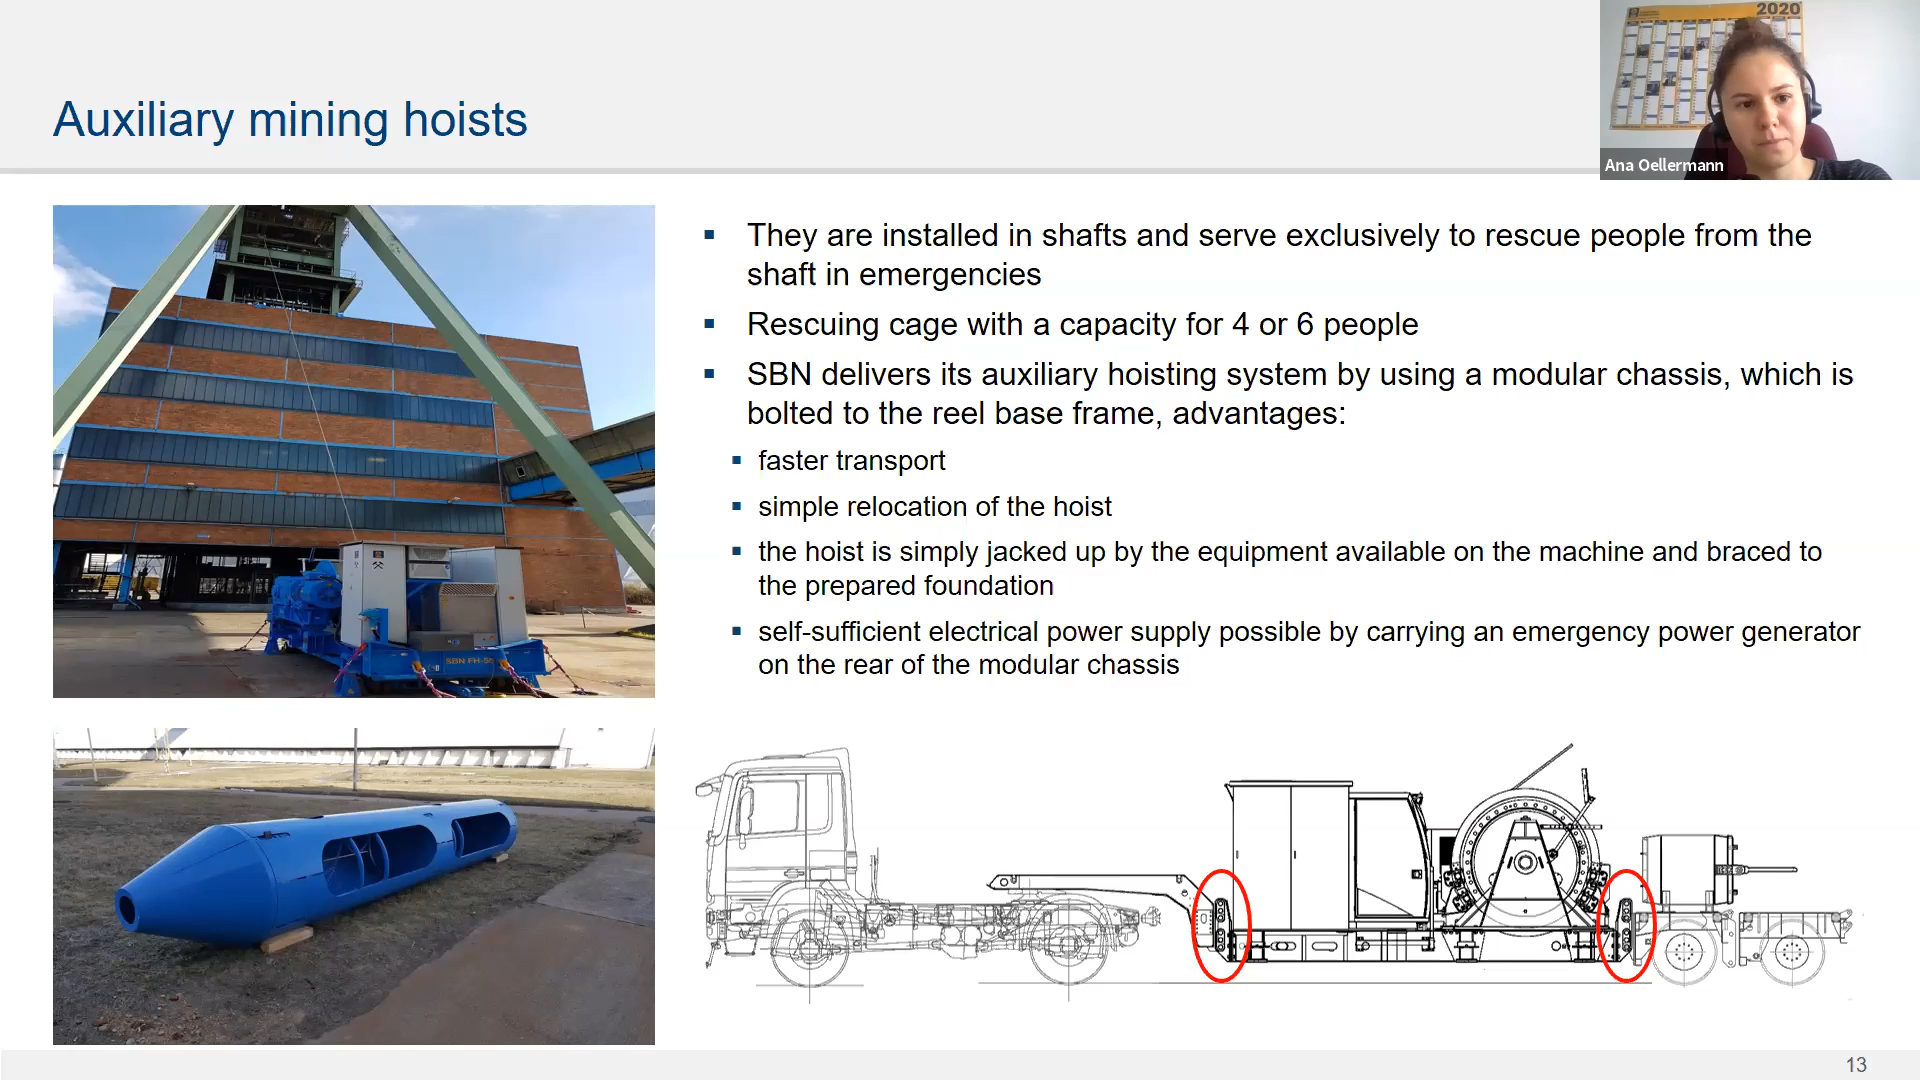 2020
Ana Oellermann
Auxiliary mining hoists
▪ They are installed in shafts and serve exclusively to rescue people from the
shaft in emergencies
▪ Rescuing cage with a capacity for 4 or 6 people
▪ SBN delivers its auxiliary hoisting system by using a modular chassis, which is
bolted to the reel base frame, advantages:
▪ faster transport
▪ simple relocation of the hoist
▪ the hoist is simply jacked up by the equipment available on the machine and braced to
the prepared foundation
▪ self-sufficient electrical power supply possible by carrying an emergency power generator
on the rear of the modular chassis
SBN FH-
13